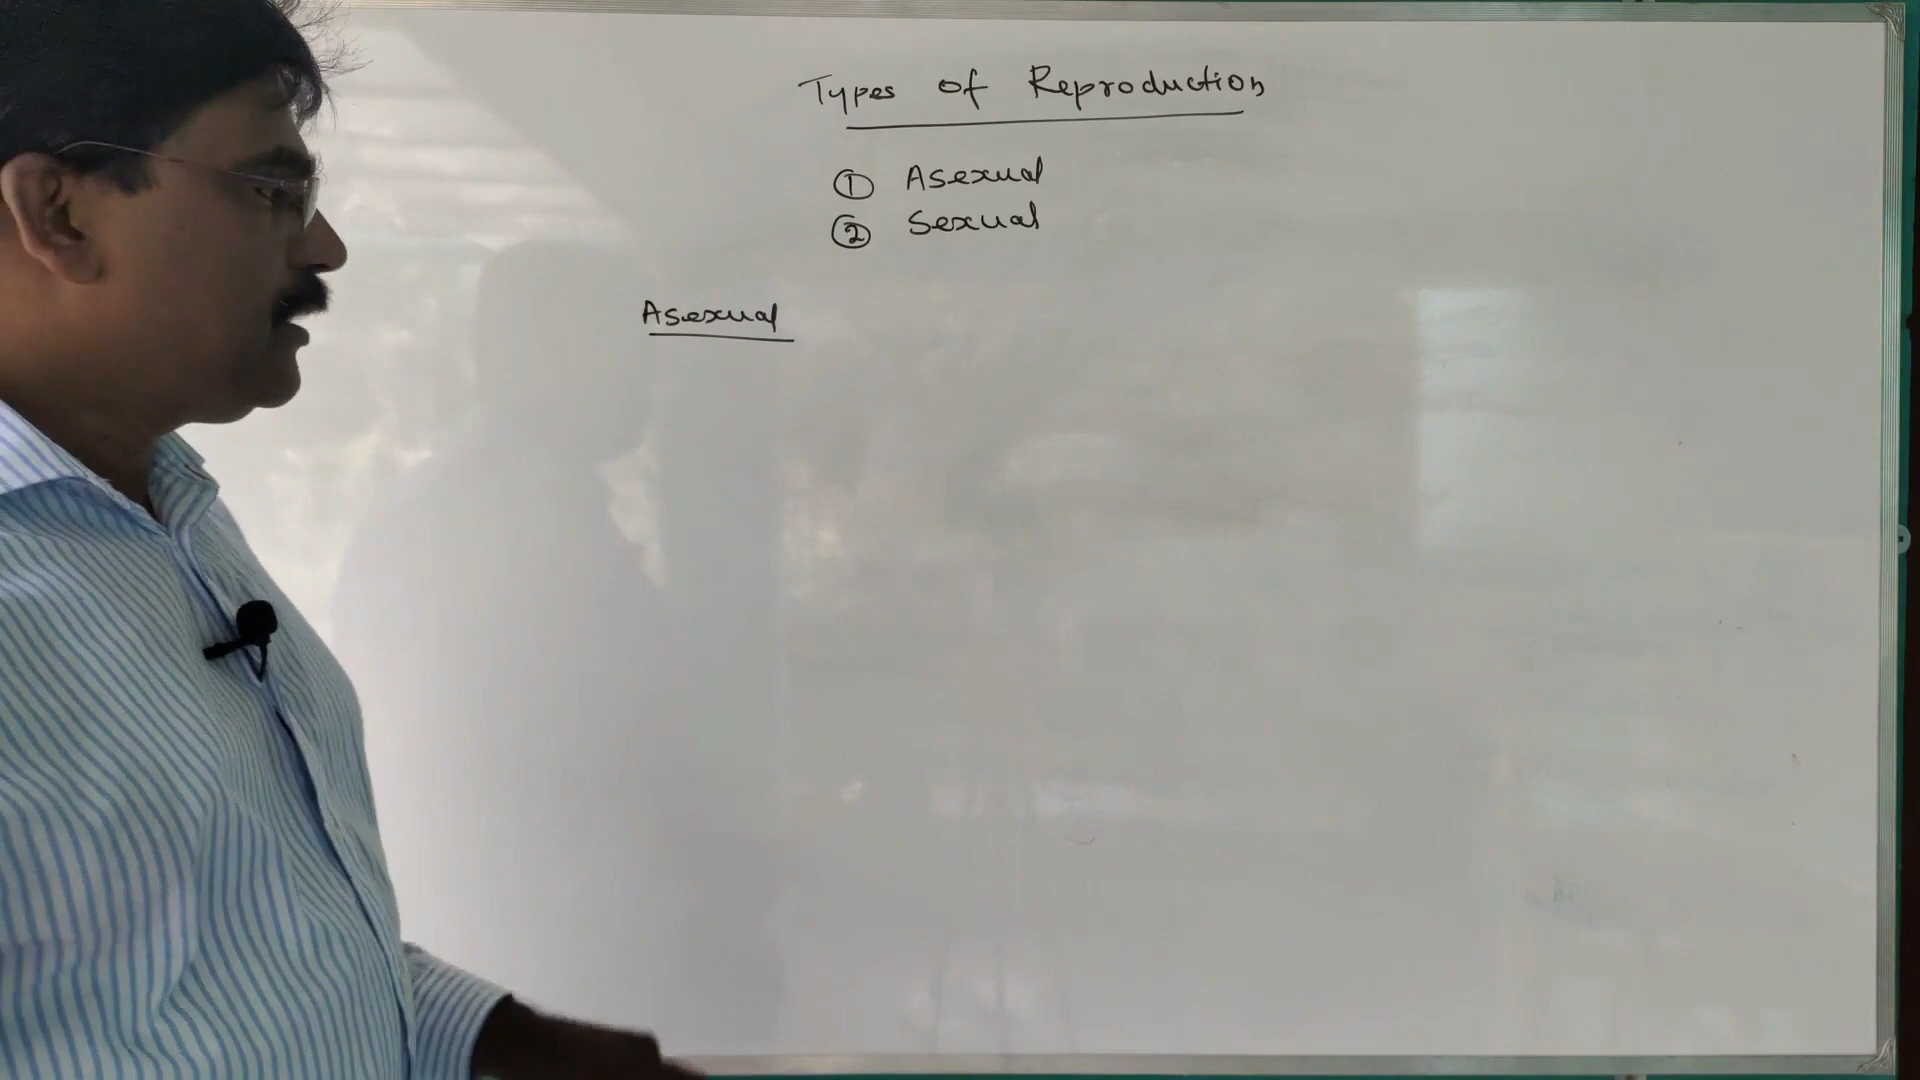 Types of Reproduction
① Asexual
② Sexual
Asexual